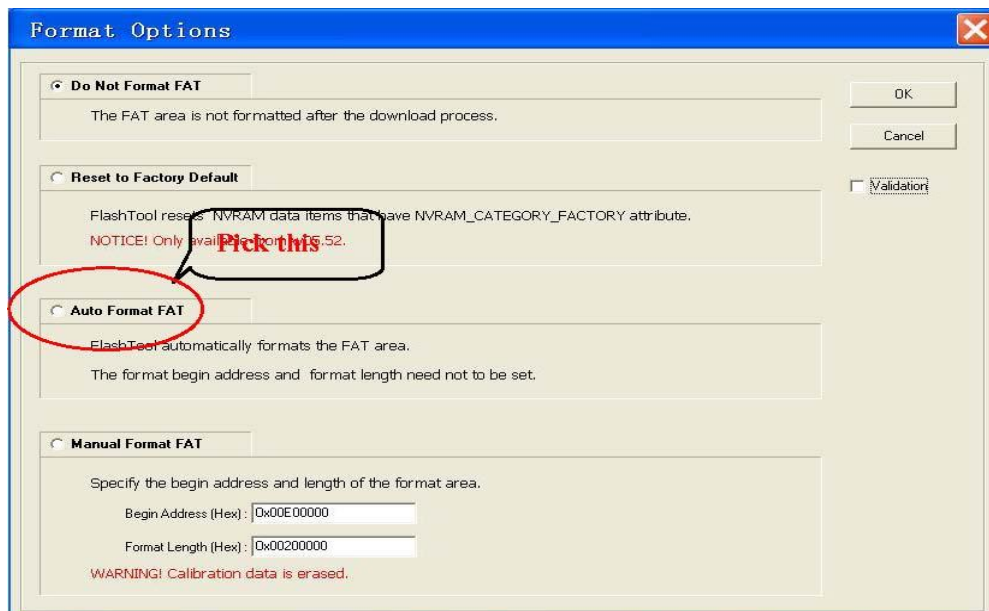 Format Options
Do Not Format FAT
The FAT area is not formatted after the download process.
OK
Cancel
Validation
Reset to Factory Default
FlashTool resets NVRAM data items that have NVRAM_CATEGORY_FACTORY attribute.
NOTICE! Only available from 05.52.
Pick this
Auto Format FAT
FlashTool automatically formats the FAT area.
The format begin address and format length need not to be set.
Manual Format FAT
Specify the begin address and length of the format area.
Begin Address (Hex) : 0x00E00000
Format Length (Hex) : 0x00200000
WARNING! Calibration data is erased.